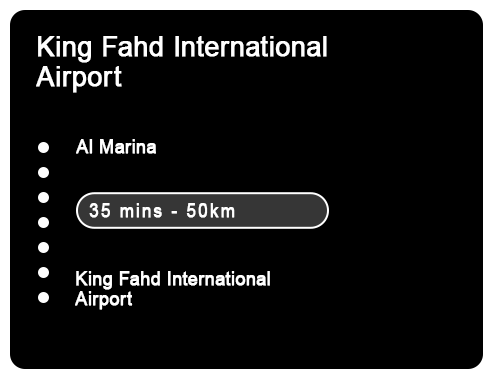 King Fahd International
Airport
Al Marina
35 mins - 50km
King Fahd International
Airport